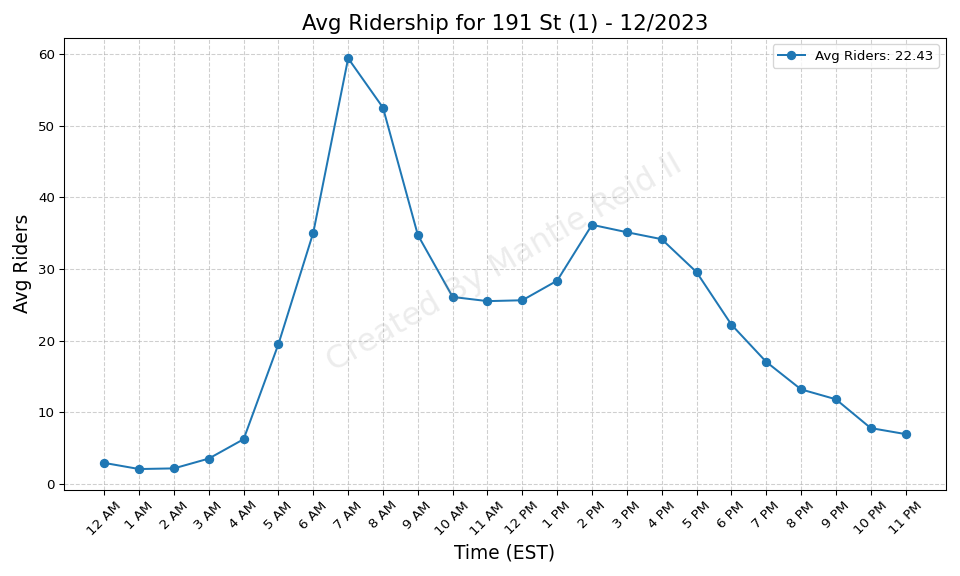 Avg Ridership for 191 St (1) - 12/2023
Avg Riders: 22.43
Avg Riders
60
50
40
30
20
10
0
Created By Mantle Reid II
12 AM
1 AM
2 AM
3 AM
4 AM
5 AM
6 AM
7 AM
8 AM
9 AM
10 AM
11 AM
12 PM
1 PM
2 PM
3 PM
4 PM
5 PM
6 PM
7 PM
8 PM
9 PM
10 PM
11 PM
Time (EST)